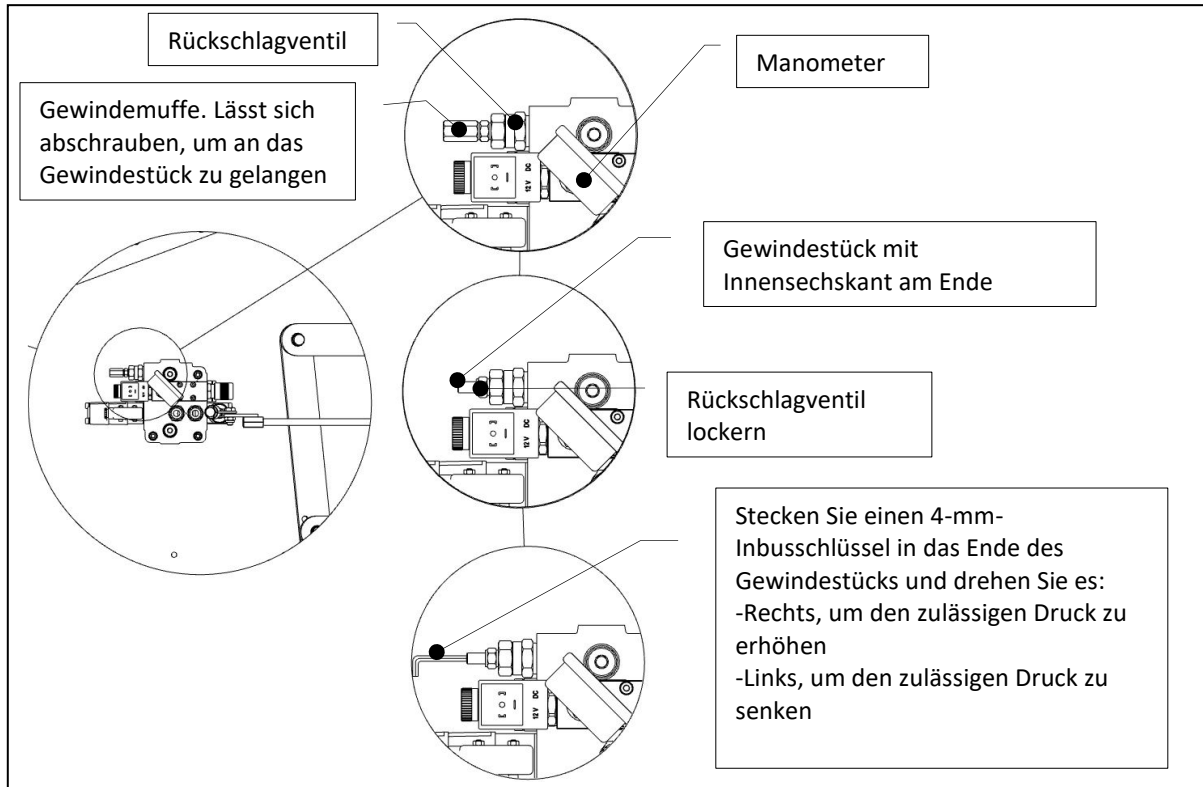 Rückschlagventil
Manometer
Gewindemuffe. Lässt sich
abschrauben, um an das
Gewindestück zu gelangen
12 V DC
Gewindestück mit
Innensechskant am Ende
12 V DC
Rückschlagventil
lockern
Stecken Sie einen 4-mm-
Inbusschlüssel in das Ende des
Gewindestücks und drehen Sie es:
-Rechts, um den zulässigen Druck zu
erhöhen
-Links, um den zulässigen Druck zu
senken
12 V DC